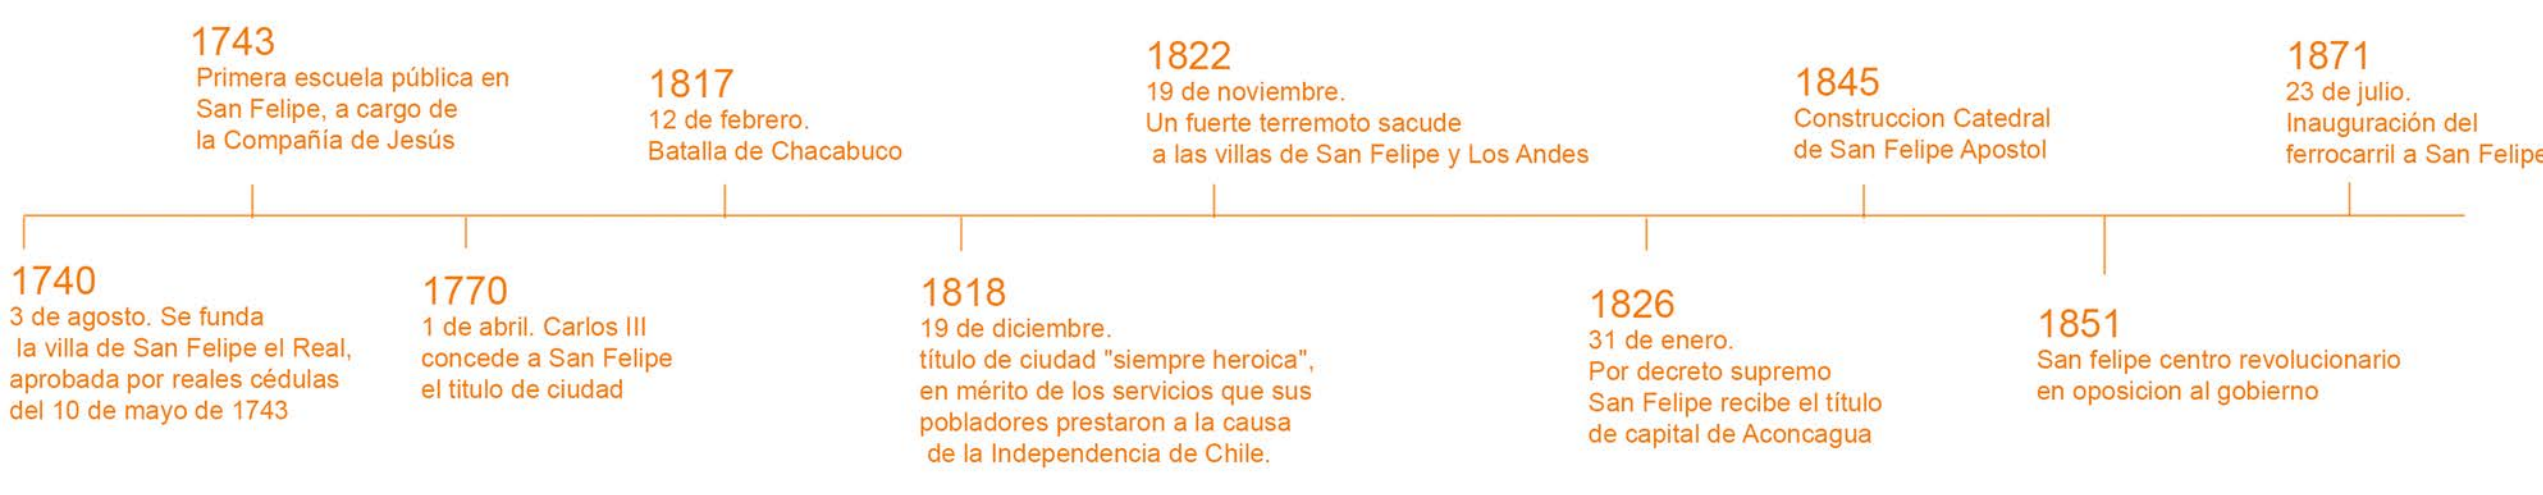 1743
Primera escuela pública en
San Felipe, a cargo de
la Compañía de Jesús
1817
12 de febrero.
Batalla de Chacabuco
1822
19 de noviembre.
Un fuerte terremoto sacude
a las villas de San Felipe y Los Andes
1845
Construccion Catedral
de San Felipe Apostol
1871
23 de julio.
Inauguración del
ferrocarril a San Felipe
1740
3 de agosto. Se funda
la villa de San Felipe el Real,
aprobada por reales cédulas
del 10 de mayo de 1743
1770
1 de abril. Carlos III
concede a San Felipe
el titulo de ciudad
1818
19 de diciembre.
título de ciudad "siempre heroica",
en mérito de los servicios que sus
pobladores prestaron a la causa
de la Independencia de Chile.
1826
31 de enero.
Por decreto supremo
San Felipe recibe el título
de capital de Aconcagua
1851
San felipe centro revolucionario
en oposicion al gobierno